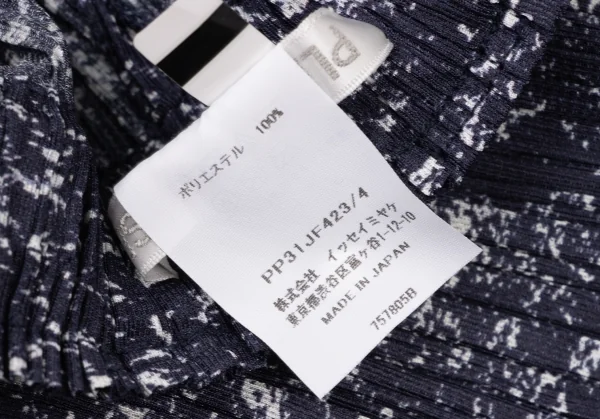 ポリエステル 100%
PP31JF423/4
株式会社 イッセイミヤケ
東京都渋谷区富ヶ谷1-12-10
MADE IN JAPAN
757805B